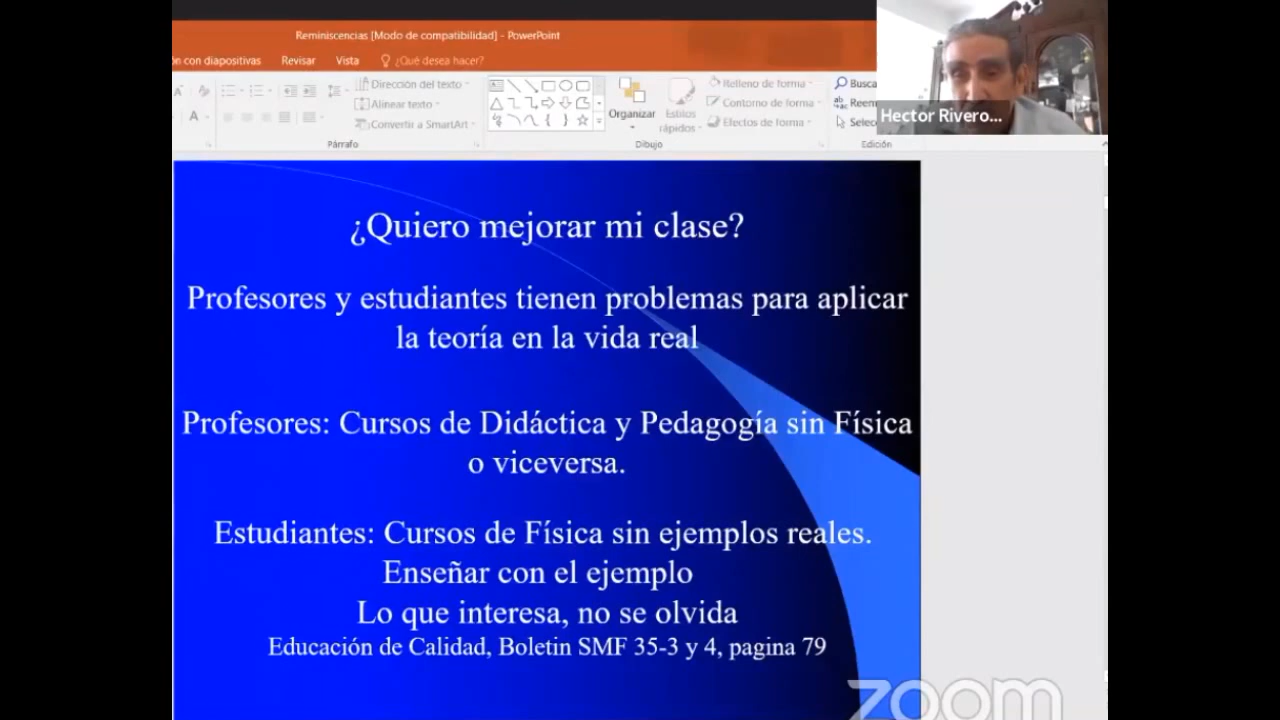 Reminiscencias [Modo de compatibilidad] - PowerPoint
ón con diapositivas Revisar Vista ¿Qué desea hacer?
Dirección del texto
Alinear texto
Convertir a SmartArt
Párrafo
Organizar
Estilos
rápidos
Relleno de forma
Contorno de forma
Efectos de forma
Dibujo
Busca
Reem
Selec
Edición
Hector Rivero...
¿Quiero mejorar mi clase?
Profesores y estudiantes tienen problemas para aplicar
la teoría en la vida real
Profesores: Cursos de Didáctica y Pedagogía sin Física
o viceversa.
Estudiantes: Cursos de Física sin ejemplos reales.
Enseñar con el ejemplo
Lo que interesa, no se olvida
Educación de Calidad, Boletin SMF 35-3 y 4, pagina 79
zoom